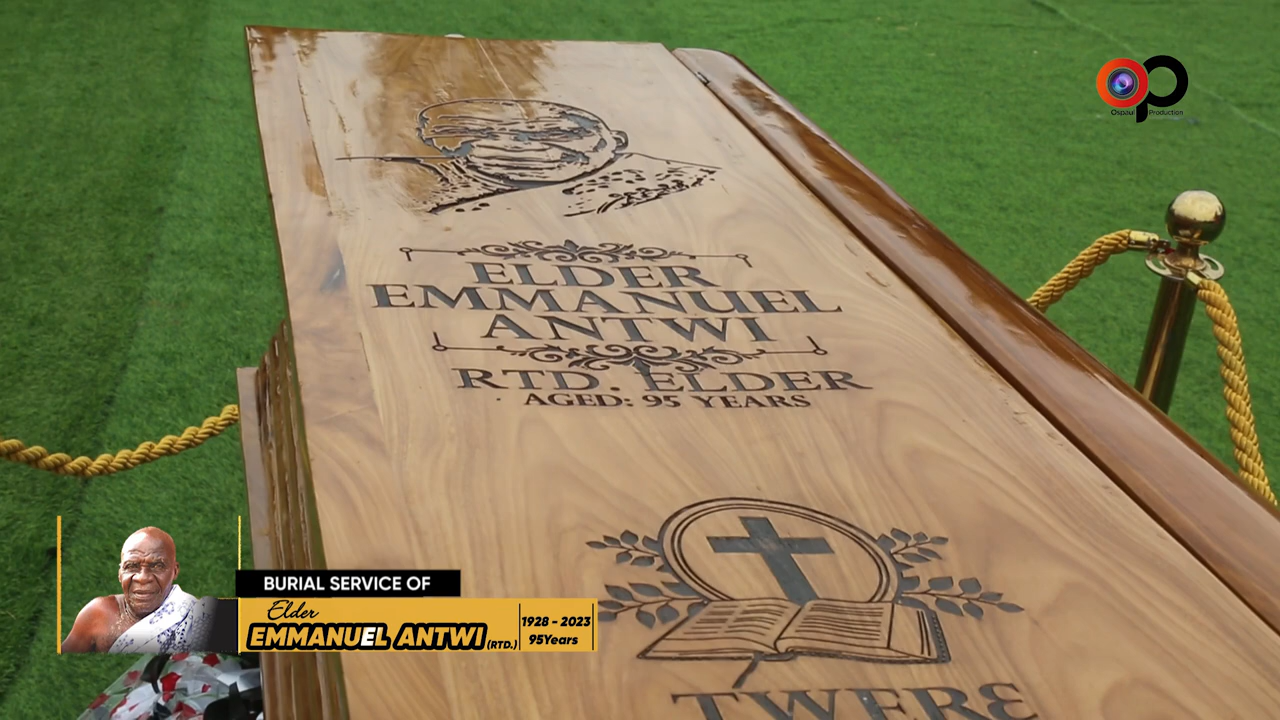 Ospaul Production
ELDER
EMMANUEL
ANTWI
RTD. ELDER
AGED: 95 YEARS
TWERƐ
BURIAL SERVICE OF
Elder
EMMANUEL ANTWI (RTD.)
1928 - 2023
95Years